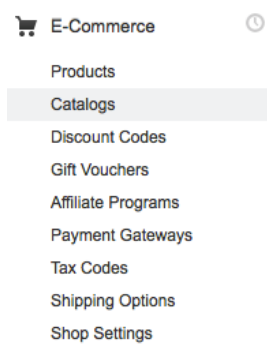 E-Commerce
Products
Catalogs
Discount Codes
Gift Vouchers
Affiliate Programs
Payment Gateways
Tax Codes
Shipping Options
Shop Settings